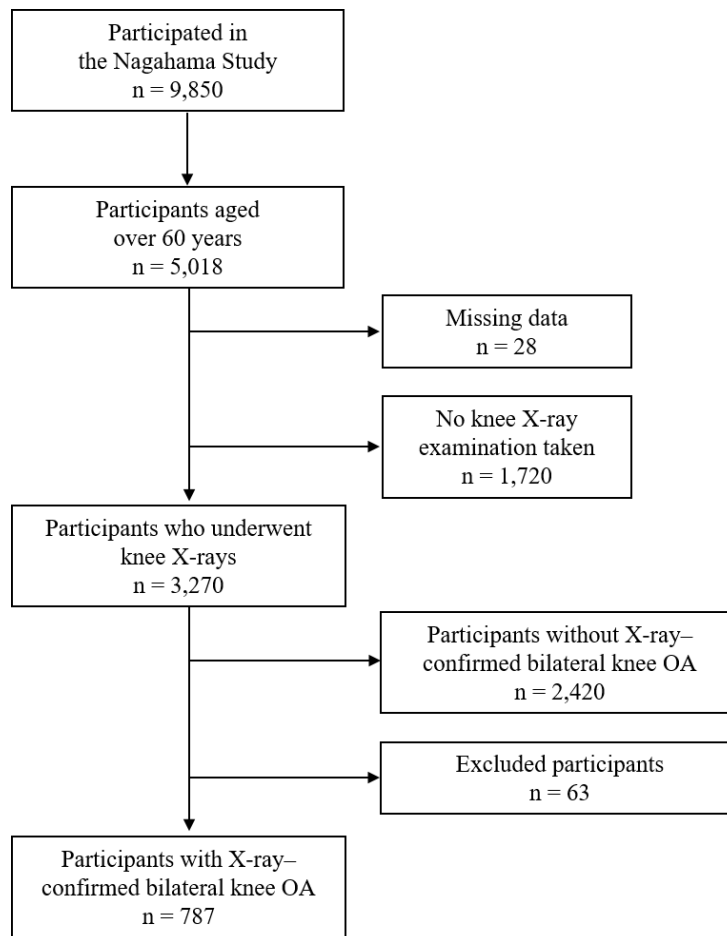 Participated in
the Nagahama Study
n = 9,850
Participants aged
over 60 years
n = 5,018
Missing data
n = 28
No knee X-ray
examination taken
n = 1,720
Participants who underwent
knee X-rays
n = 3,270
Participants without X-ray–
confirmed bilateral knee OA
n = 2,420
Excluded participants
n = 63
Participants with X-ray–
confirmed bilateral knee OA
n = 787